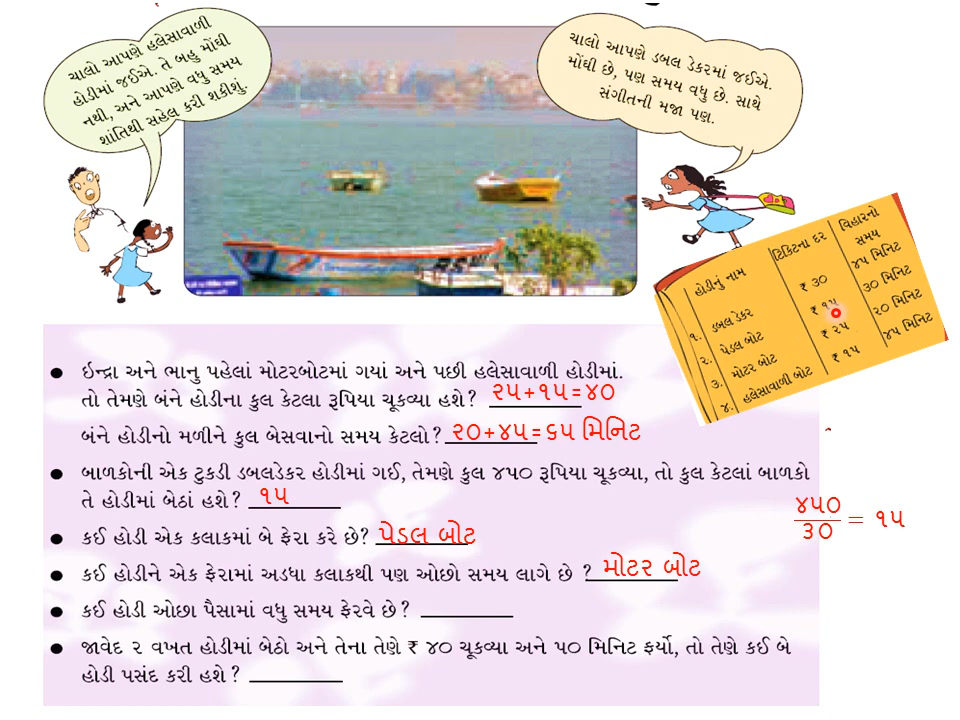 ચાલો આપણે હલેસાવાળી
હોડીમાં જઈએ. તે બહુ મોંઘી
નથી, અને આપણે વધુ સમય
શાંતિથી સહેલ કરી શકીશું.
ચાલો આપણે ડબલ ડેકરમાં જઈએ.
મોંઘી છે, પણ સમય વધુ છે. સાથે
સંગીતની મજા પણ.
હોડીનું નામ ટિકિટના દર વિહારનો સમય
૧. ડબલ ડેકર ₹ ૩૦ ૪૫ મિનિટ
૨. પેડલ બોટ ₹ ૧૫ ૩૦ મિનિટ
૩. મોટર બોટ ₹ ૨૫ ૨૦ મિનિટ
૪. હલેસાવાળી બોટ ₹ ૧૫ ૪૫ મિનિટ
● ઇન્દ્રા અને ભાનુ પહેલાં મોટરબોટમાં ગયાં અને પછી હલેસાવાળી હોડીમાં.
તો તેમણે બંને હોડીના કુલ કેટલા રૂપિયા ચૂકવ્યા હશે? ૨૫+૧૫=૪૦
બંને હોડીનો મળીને કુલ બેસવાનો સમય કેટલો? ૨૦+૪૫=૬૫ મિનિટ
● બાળકોની એક ટુકડી ડબલડેકર હોડીમાં ગઈ, તેમણે કુલ ૪૫૦ રૂપિયા ચૂકવ્યા, તો કુલ કેટલાં બાળકો
તે હોડીમાં બેઠાં હશે? ૧૫
૪૫૦/30 = ૧૫
● કઈ હોડી એક કલાકમાં બે ફેરા કરે છે? પેડલ બોટ
● કઈ હોડીને એક ફેરામાં અડધા કલાકથી પણ ઓછો સમય લાગે છે ? મોટર બોટ
● કઈ હોડી ઓછા પૈસામાં વધુ સમય ફેરવે છે?
● જાવેદ ૨ વખત હોડીમાં બેઠો અને તેના તેણે ₹ ૪૦ ચૂકવ્યા અને ૫૦ મિનિટ ફર્યો, તો તેણે કઈ બે
હોડી પસંદ કરી હશે?